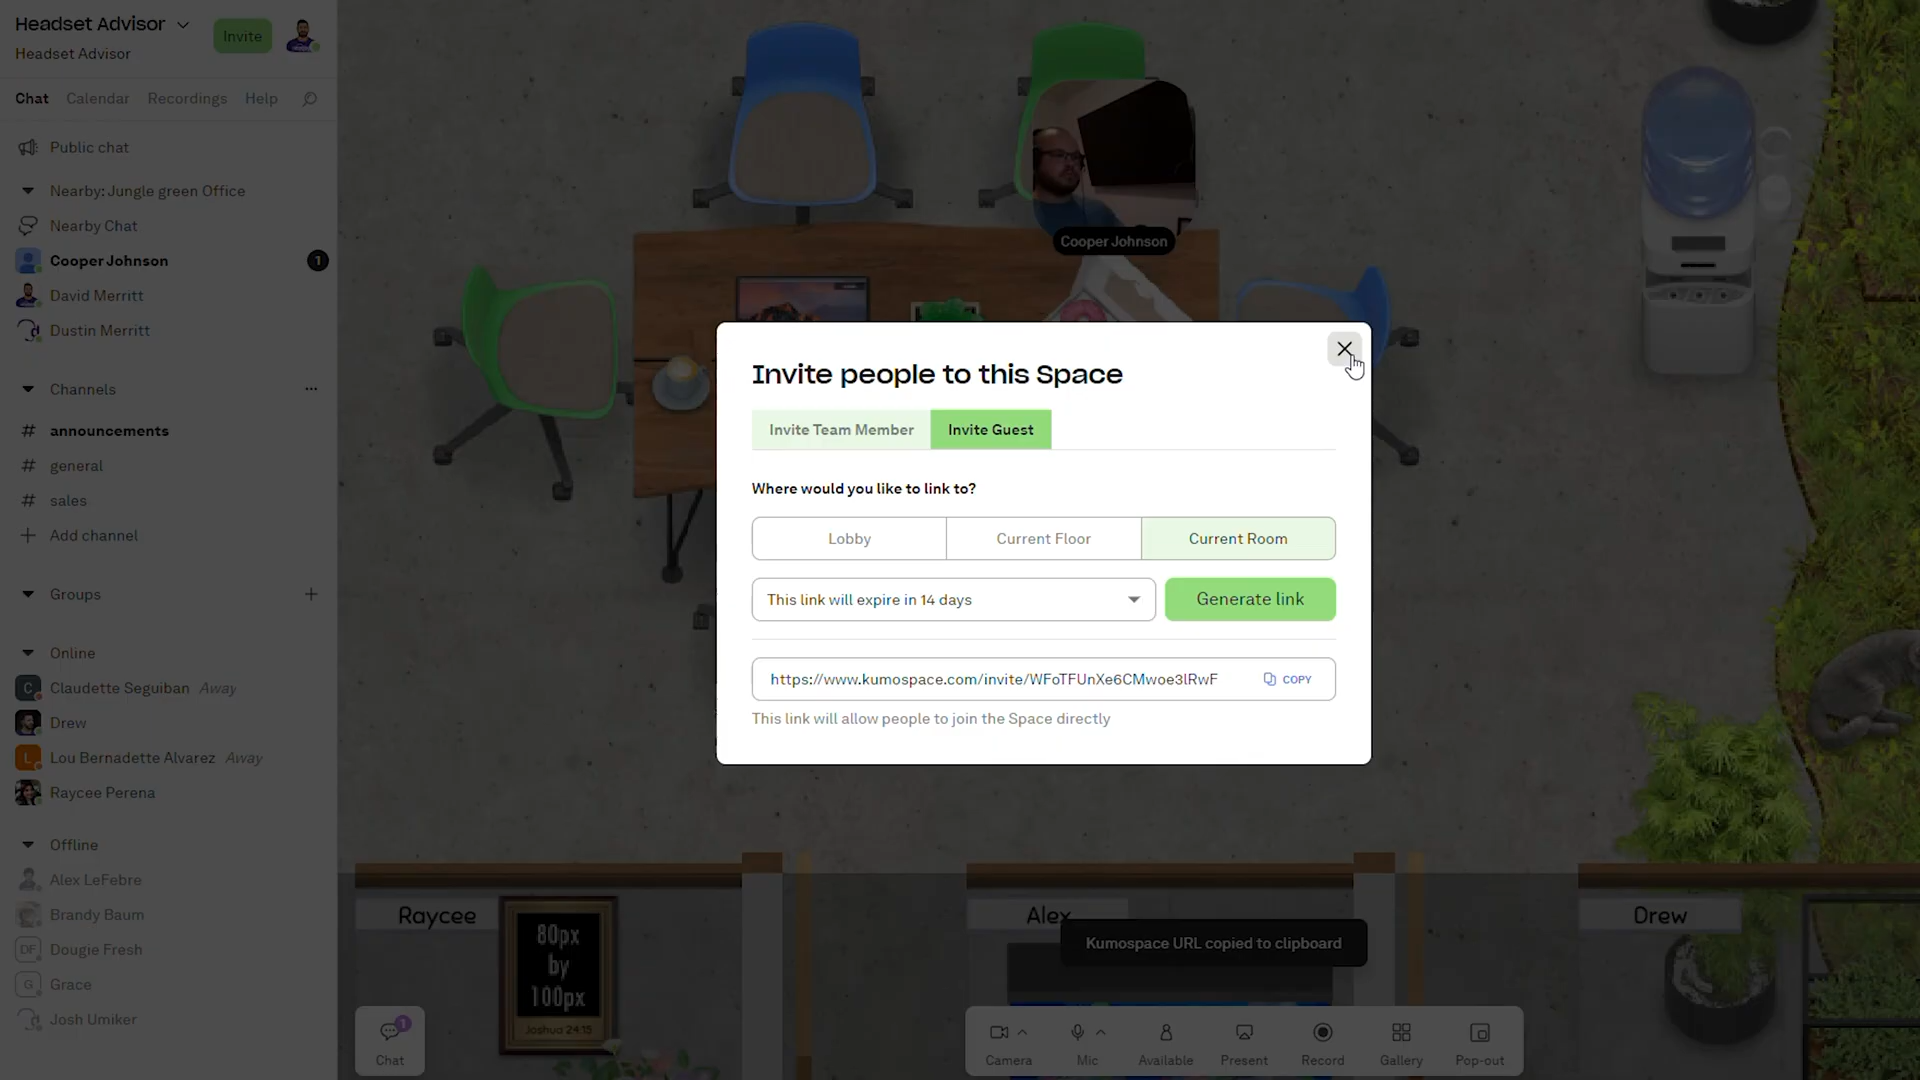 Headset Advisor
Invite
Headset Advisor
Chat Calendar Recordings Help
Public chat
Nearby: Jungle green Office
Nearby Chat
Cooper Johnson 1
David Merritt
Dustin Merritt
Channels
# announcements
# general
# sales
Add channel
Groups
Online
C Claudette Seguiban Away
Drew
L Lou Bernadette Alvarez Away
Raycee Perena
Offline
Alex LeFebre
Brandy Baum
DF Dougie Fresh
G Grace
Josh Umiker
Cooper Johnson
Invite people to this Space
Invite Team Member Invite Guest
Where would you like to link to?
Lobby Current Floor Current Room
This link will expire in 14 days Generate link
https://www.kumospace.com/invite/WFoTFUnXe6CMwoe3lRwF COPY
This link will allow people to join the Space directly
Raycee
80px
by
100px
Joshua 24:15
Alex
Drew
Kumospace URL copied to clipboard
1
Chat
Camera Mic Available Present Record Gallery Pop-out